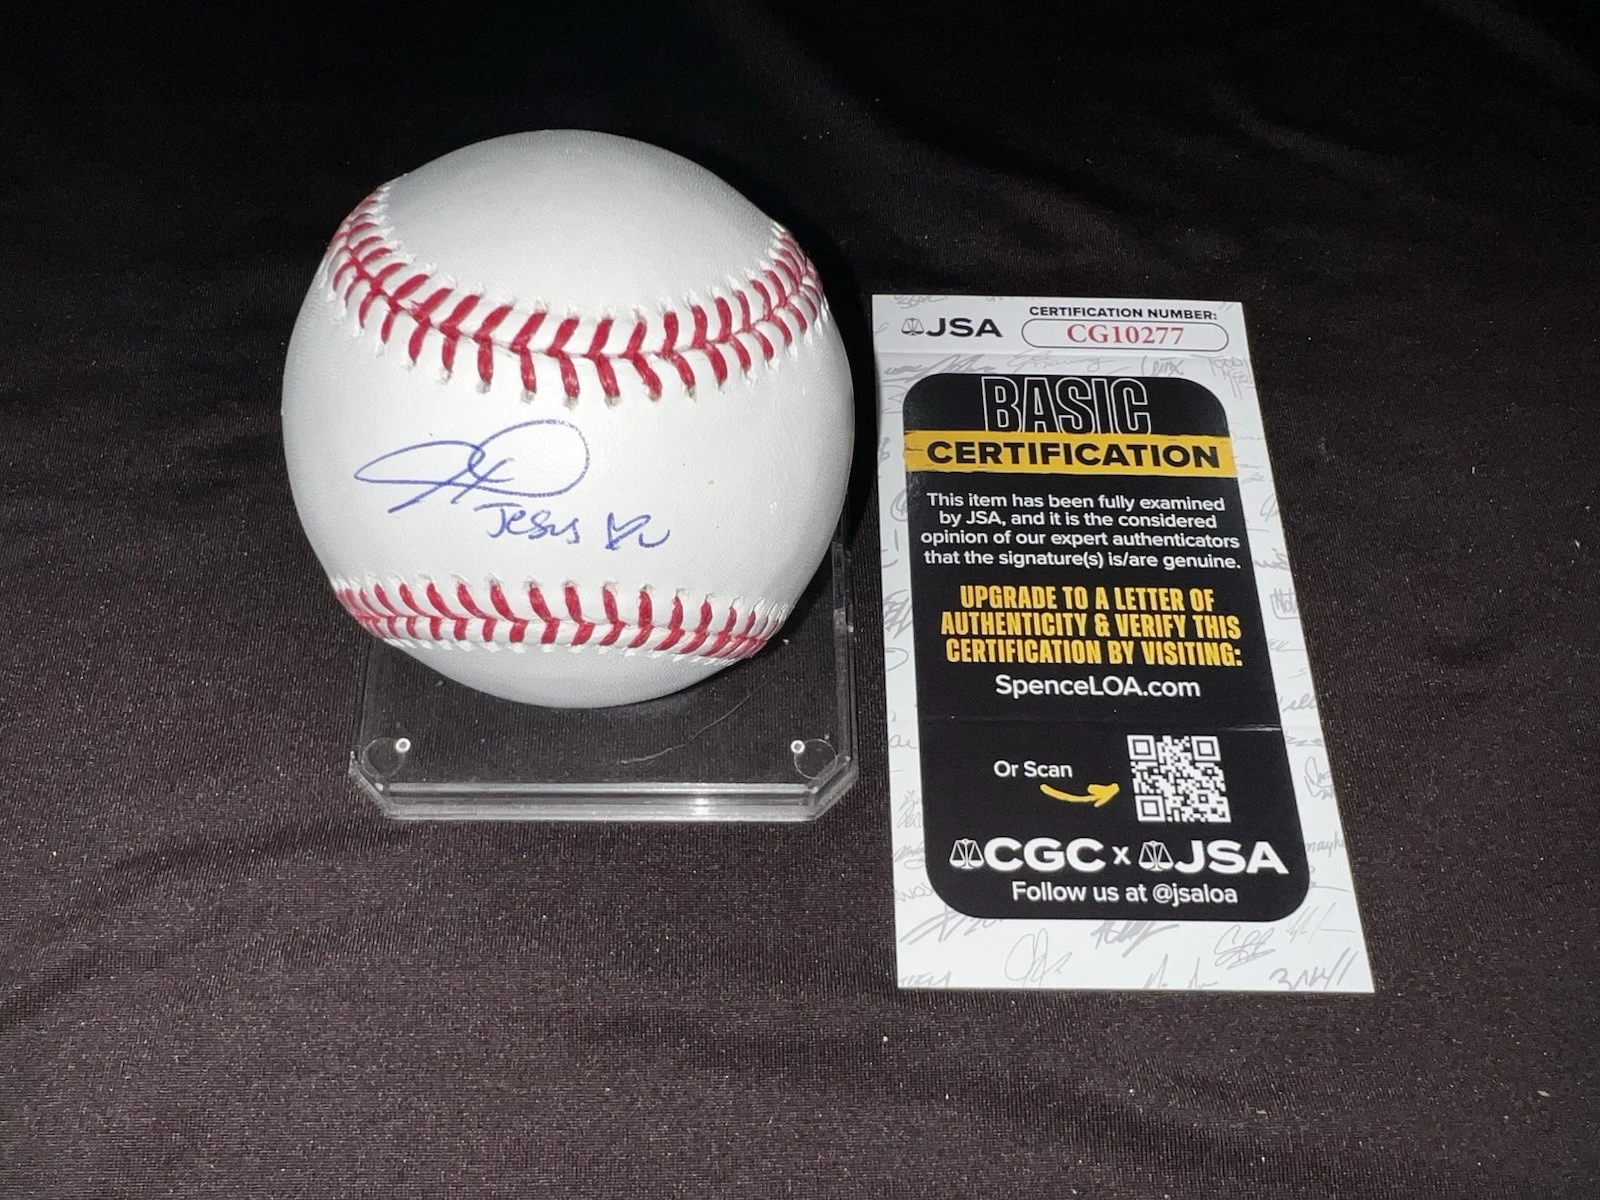 Jesus ♡ U
JSA
CERTIFICATION NUMBER:
CG10277
BASIC
CERTIFICATION
This item has been fully examined
by JSA, and it is the considered
opinion of our expert authenticators
that the signature(s) is/are genuine.
UPGRADE TO A LETTER OF
AUTHENTICITY & VERIFY THIS
CERTIFICATION BY VISITING:
SpenceLOA.com
Or Scan
CGC x JSA
Follow us at @jsaloa